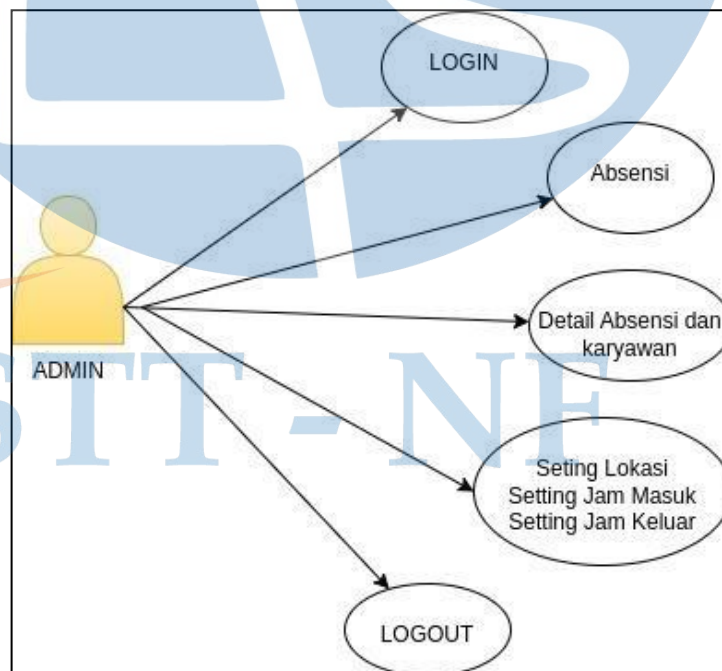 LOGIN
Absensi
Detail Absensi dan
karyawan
ADMIN
STT - NF
Seting Lokasi
Setting Jam Masuk
Setting Jam Keluar
LOGOUT